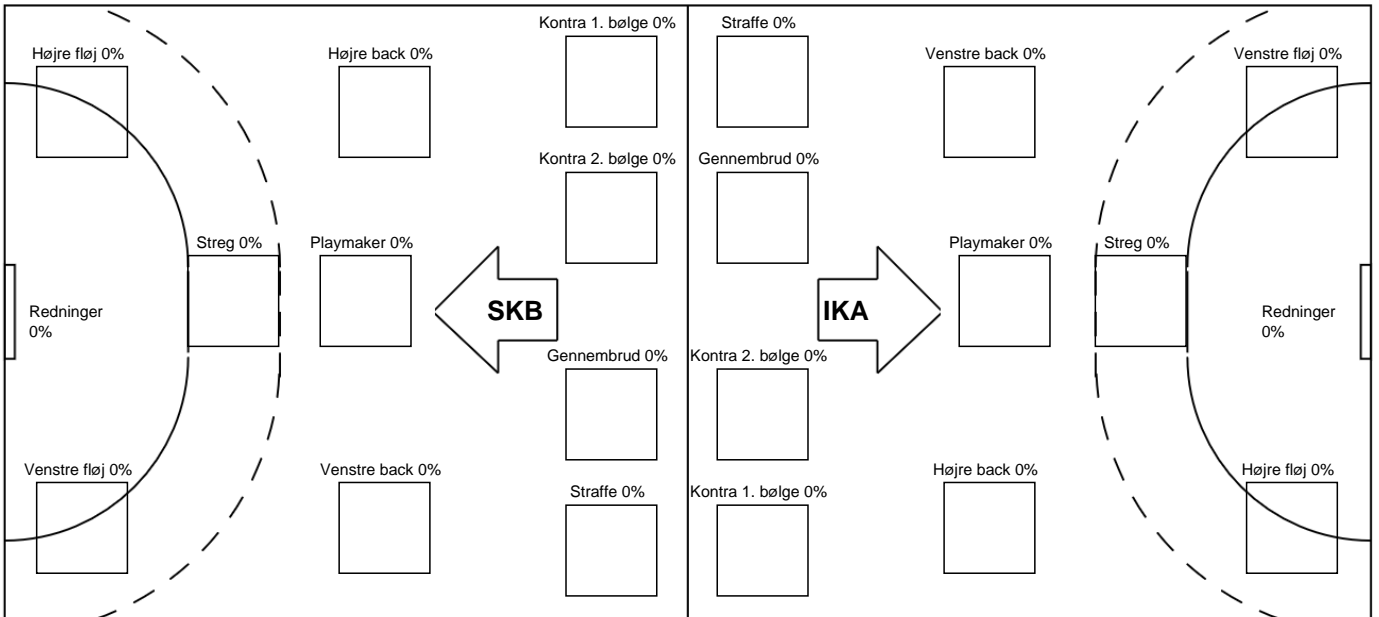 Kontra 1. bølge 0%
Straffe 0%
Højre fløj 0%
Højre back 0%
Venstre back 0%
Venstre fløj 0%
Kontra 2. bølge 0%
Gennembrud 0%
Streg 0%
Playmaker 0%
Playmaker 0%
Streg 0%
Redninger
0%
SKB
IKA
Redninger
0%
Gennembrud 0%
Kontra 2. bølge 0%
Venstre fløj 0%
Venstre back 0%
Højre back 0%
Højre fløj 0%
Straffe 0%
Kontra 1. bølge 0%